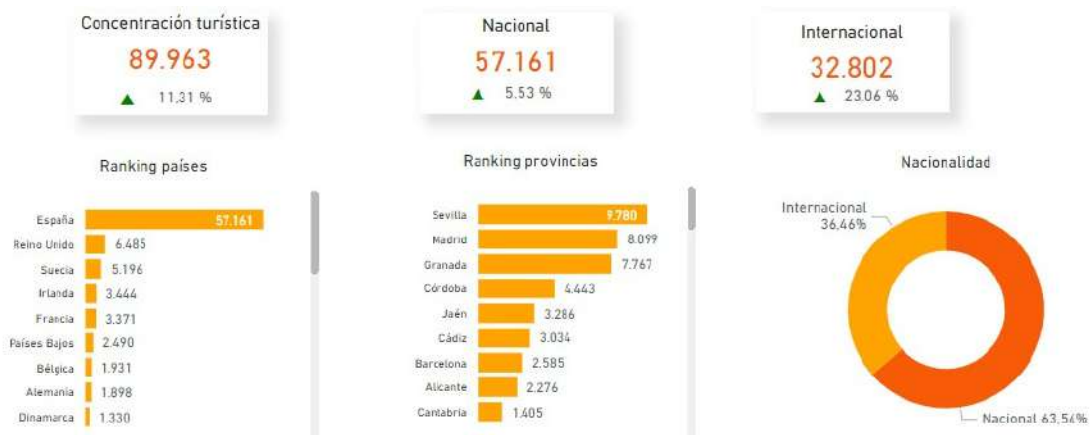 Concentración turística
89.963
▲ 11,31 %
Nacional
57.161
▲ 5.53 %
Internacional
32.802
▲ 23.06 %
Ranking países
España 57.161
Reino Unido 6.485
Suecia 5.196
Irlanda 3.444
Francia 3.371
Países Bajos 2.490
Bélgica 1.931
Alemania 1.898
Dinamarca 1.330
Ranking provincias
Sevilla 9.780
Madrid 8.099
Granada 7.767
Córdoba 4.443
Jaén 3.286
Cádiz 3.034
Barcelona 2.585
Alicante 2.276
Cantabria 1.405
Nacionalidad
Internacional
36,46%
Nacional 63,54%